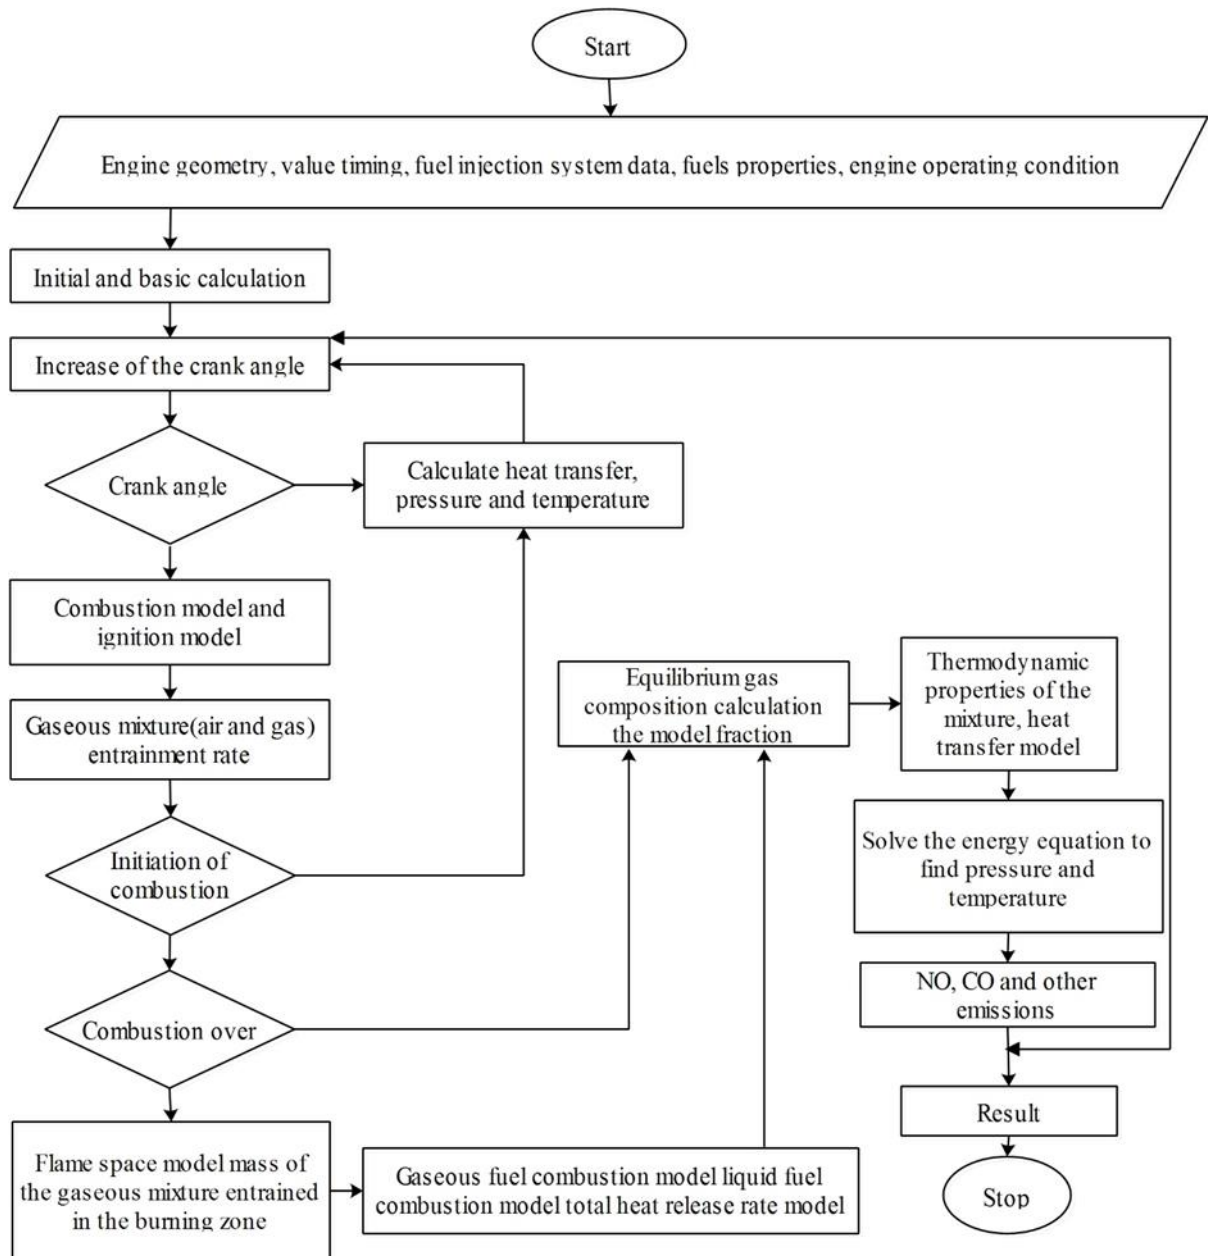 Start
Engine geometry, value timing, fuel injection system data, fuels properties, engine operating condition
Initial and basic calculation
Increase of the crank angle
Crank angle
Calculate heat transfer,
pressure and temperature
Combustion model and
ignition model
Gaseous mixture(air and gas)
entrainment rate
Initiation of
combustion
Combustion over
Flame space model mass of
the gaseous mixture entrained
in the burning zone
Gaseous fuel combustion model liquid fuel
combustion model total heat release rate model
Equilibrium gas
composition calculation
the model fraction
Thermodynamic
properties of the
mixture, heat
transfer model
Solve the energy equation to
find pressure and
temperature
NO, CO and other
emissions
Result
Stop